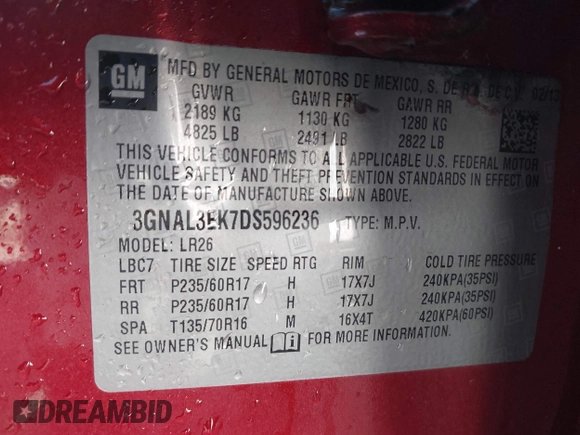 GM
MFD BY GENERAL MOTORS DE MEXICO, S. DE R.L. DE C.V. 02/13
GVWR GAWR FRT GAWR RR
2189 KG 1130 KG 1280 KG
4825 LB 2491 LB 2822 LB
THIS VEHICLE CONFORMS TO ALL APPLICABLE U.S. FEDERAL MOTOR
VEHICLE SAFETY AND THEFT PREVENTION STANDARDS IN EFFECT ON
THE DATE OF MANUFACTURE SHOWN ABOVE.
3GNAL3EK7DS596236 TYPE: M.P.V.
MODEL: LR26
LBC7 TIRE SIZE SPEED RTG RIM COLD TIRE PRESSURE
FRT P235/60R17 H 17X7J 240KPA(35PSI)
RR P235/60R17 H 17X7J 240KPA(35PSI)
SPA T135/70R16 M 16X4T 420KPA(60PSI)
SEE OWNER'S MANUAL FOR MORE INFORMATION.
DREAMBID